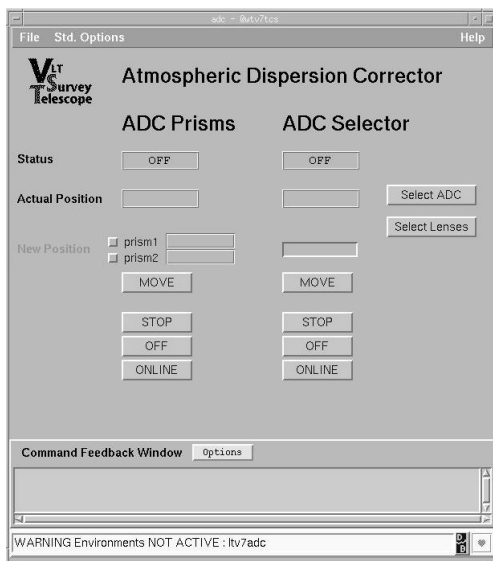 adc - @wtv7tcs
File Std. Options Help
VLT Survey Telescope
Atmospheric Dispersion Corrector
ADC Prisms ADC Selector
Status OFF OFF
Actual Position Select ADC
Select Lenses
New Position prism1
prism2
MOVE MOVE
STOP STOP
OFF OFF
ONLINE ONLINE
Command Feedback Window Options
WARNING Environments NOT ACTIVE : ltv7adc